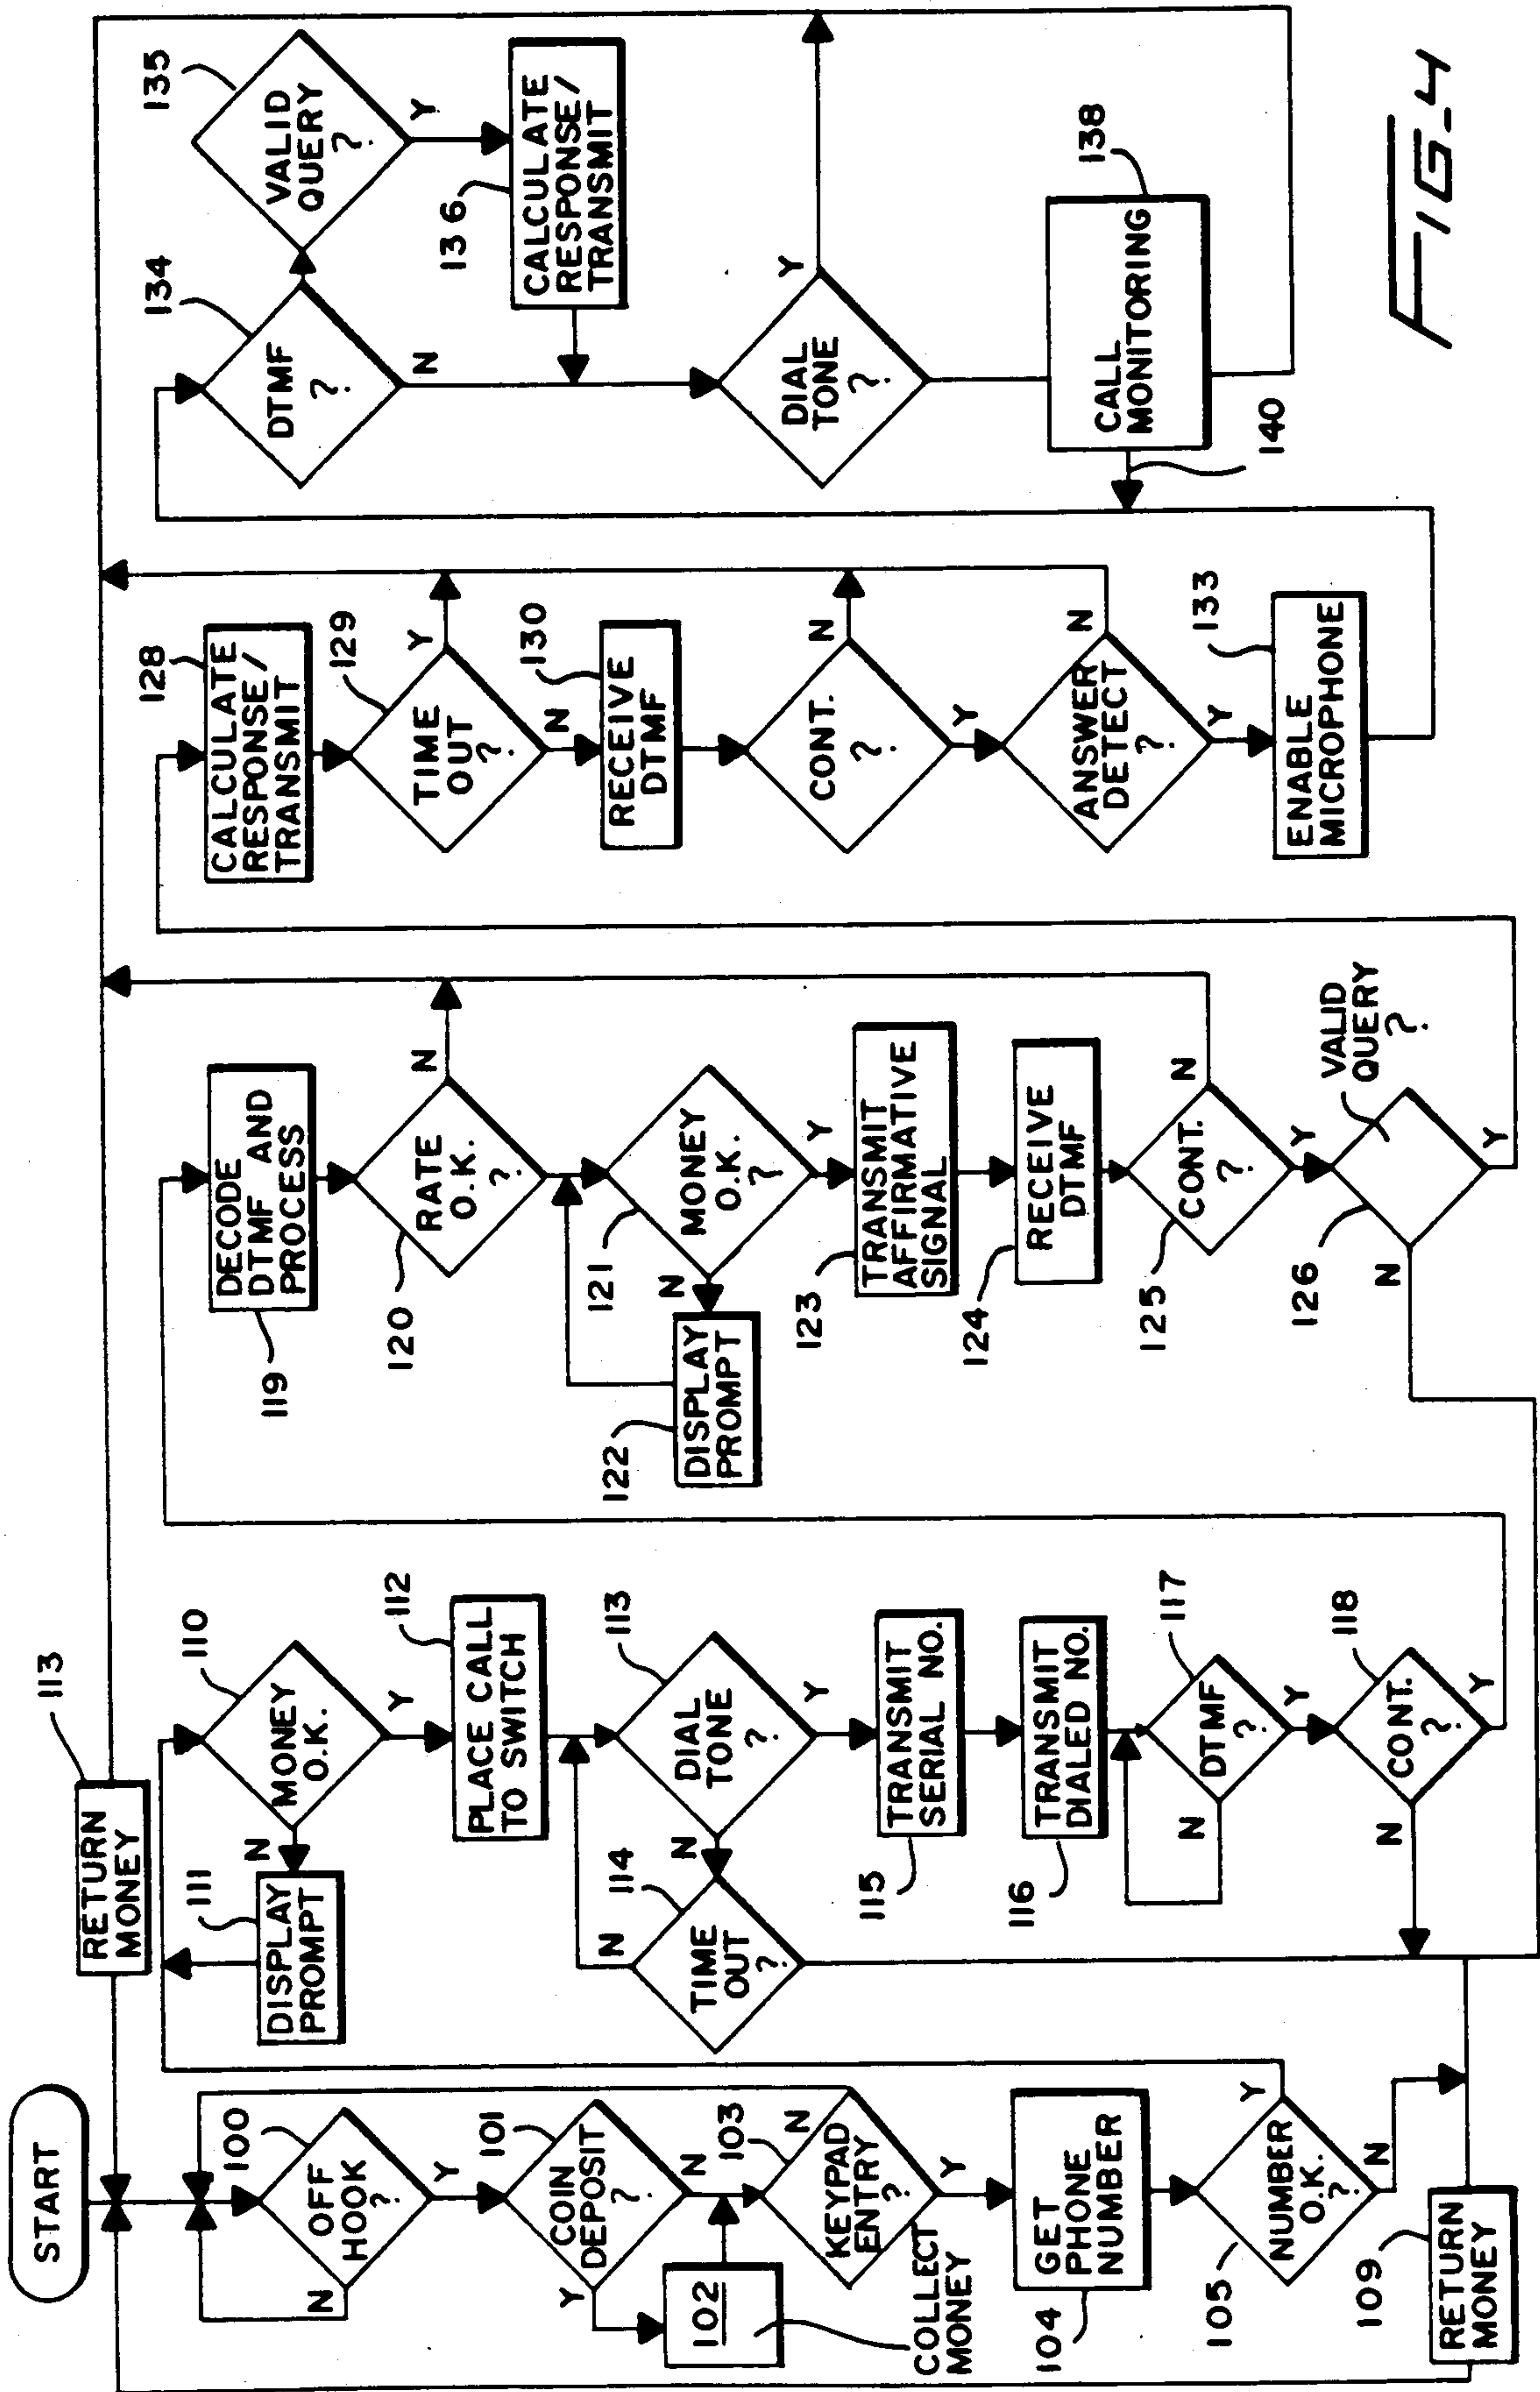 START
100
OFF
HOOK
?
N
Y
101
COIN
DEPOSIT
?
Y
N
102
COLLECT
MONEY
103
KEYPAD
ENTRY
?
N
Y
104
GET
PHONE
NUMBER
105
NUMBER
O.K.
?
Y
N
109
RETURN
MONEY
113
RETURN
MONEY
110
MONEY
O.K.
?
N
Y
111
DISPLAY
PROMPT
112
PLACE CALL
TO SWITCH
113
DIAL
TONE
?
N
Y
114
TIME
OUT
?
N
115
TRANSMIT
SERIAL NO.
116
TRANSMIT
DIALED NO.
117
DTMF
?
N
Y
118
CONT.
?
N
Y
119
DECODE
DTMF AND
PROCESS
120
RATE
O.K.
?
N
121
MONEY
O.K.
?
N
Y
122
DISPLAY
PROMPT
123
TRANSMIT
AFFIRMATIVE
SIGNAL
124
RECEIVE
DTMF
125
CONT.
?
N
Y
126
VALID
QUERY
?
N
Y
128
CALCULATE
RESPONSE/
TRANSMIT
129
TIME
OUT
?
Y
N
130
RECEIVE
DTMF
CONT.
?
N
Y
ANSWER
DETECT
?
N
Y
133
ENABLE
MICROPHONE
134
DTMF
?
N
135
VALID
QUERY
?
Y
136
CALCULATE
RESPONSE/
TRANSMIT
DIAL
TONE
?
Y
138
CALL
MONITORING
140
FIG_4